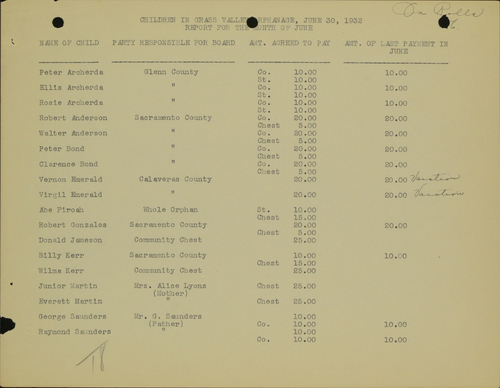 On Rolls
CHILDREN IN GRASS VALLEY ORPHANAGE, JUNE 30, 1932
REPORT FOR THE MONTH OF JUNE
NAME OF CHILD PARTY RESPONSIBLE FOR BOARD AMT. AGREED TO PAY AMT. OF LAST PAYMENT IN JUNE
Peter Archerda Glenn County Co. 10.00 10.00
St. 10.00
Ellis Archerda " Co. 10.00 10.00
St. 10.00
Rosie Archerda " Co. 10.00 10.00
St. 10.00
Robert Anderson Sacramento County Co. 20.00 20.00
Chest 5.00
Walter Anderson " Co. 20.00 20.00
Chest 5.00
Peter Bond " Co. 20.00 20.00
Chest 5.00
Clarence Bond " Co. 20.00 20.00
Chest 5.00
Vernon Emerald Calaveras County 20.00 20.00 Vacation
Virgil Emerald " 20.00 20.00 Vacation
Abe Firosh Whole Orphan St. 10.00
Chest 15.00
Robert Gonzales Sacramento County 20.00 20.00
Chest 5.00
Donald Jameson Community Chest 25.00
Billy Kerr Sacramento County 10.00 10.00
Chest 15.00
Wilma Kerr Community Chest 25.00
Junior Martin Mrs. Alice Lyons Chest 25.00
(Mother)
Everett Martin " Chest 25.00
George Saunders Mr. G. Saunders 10.00
(Father) Co. 10.00 10.00
Raymond Saunders " 10.00
Co. 10.00 10.00
18